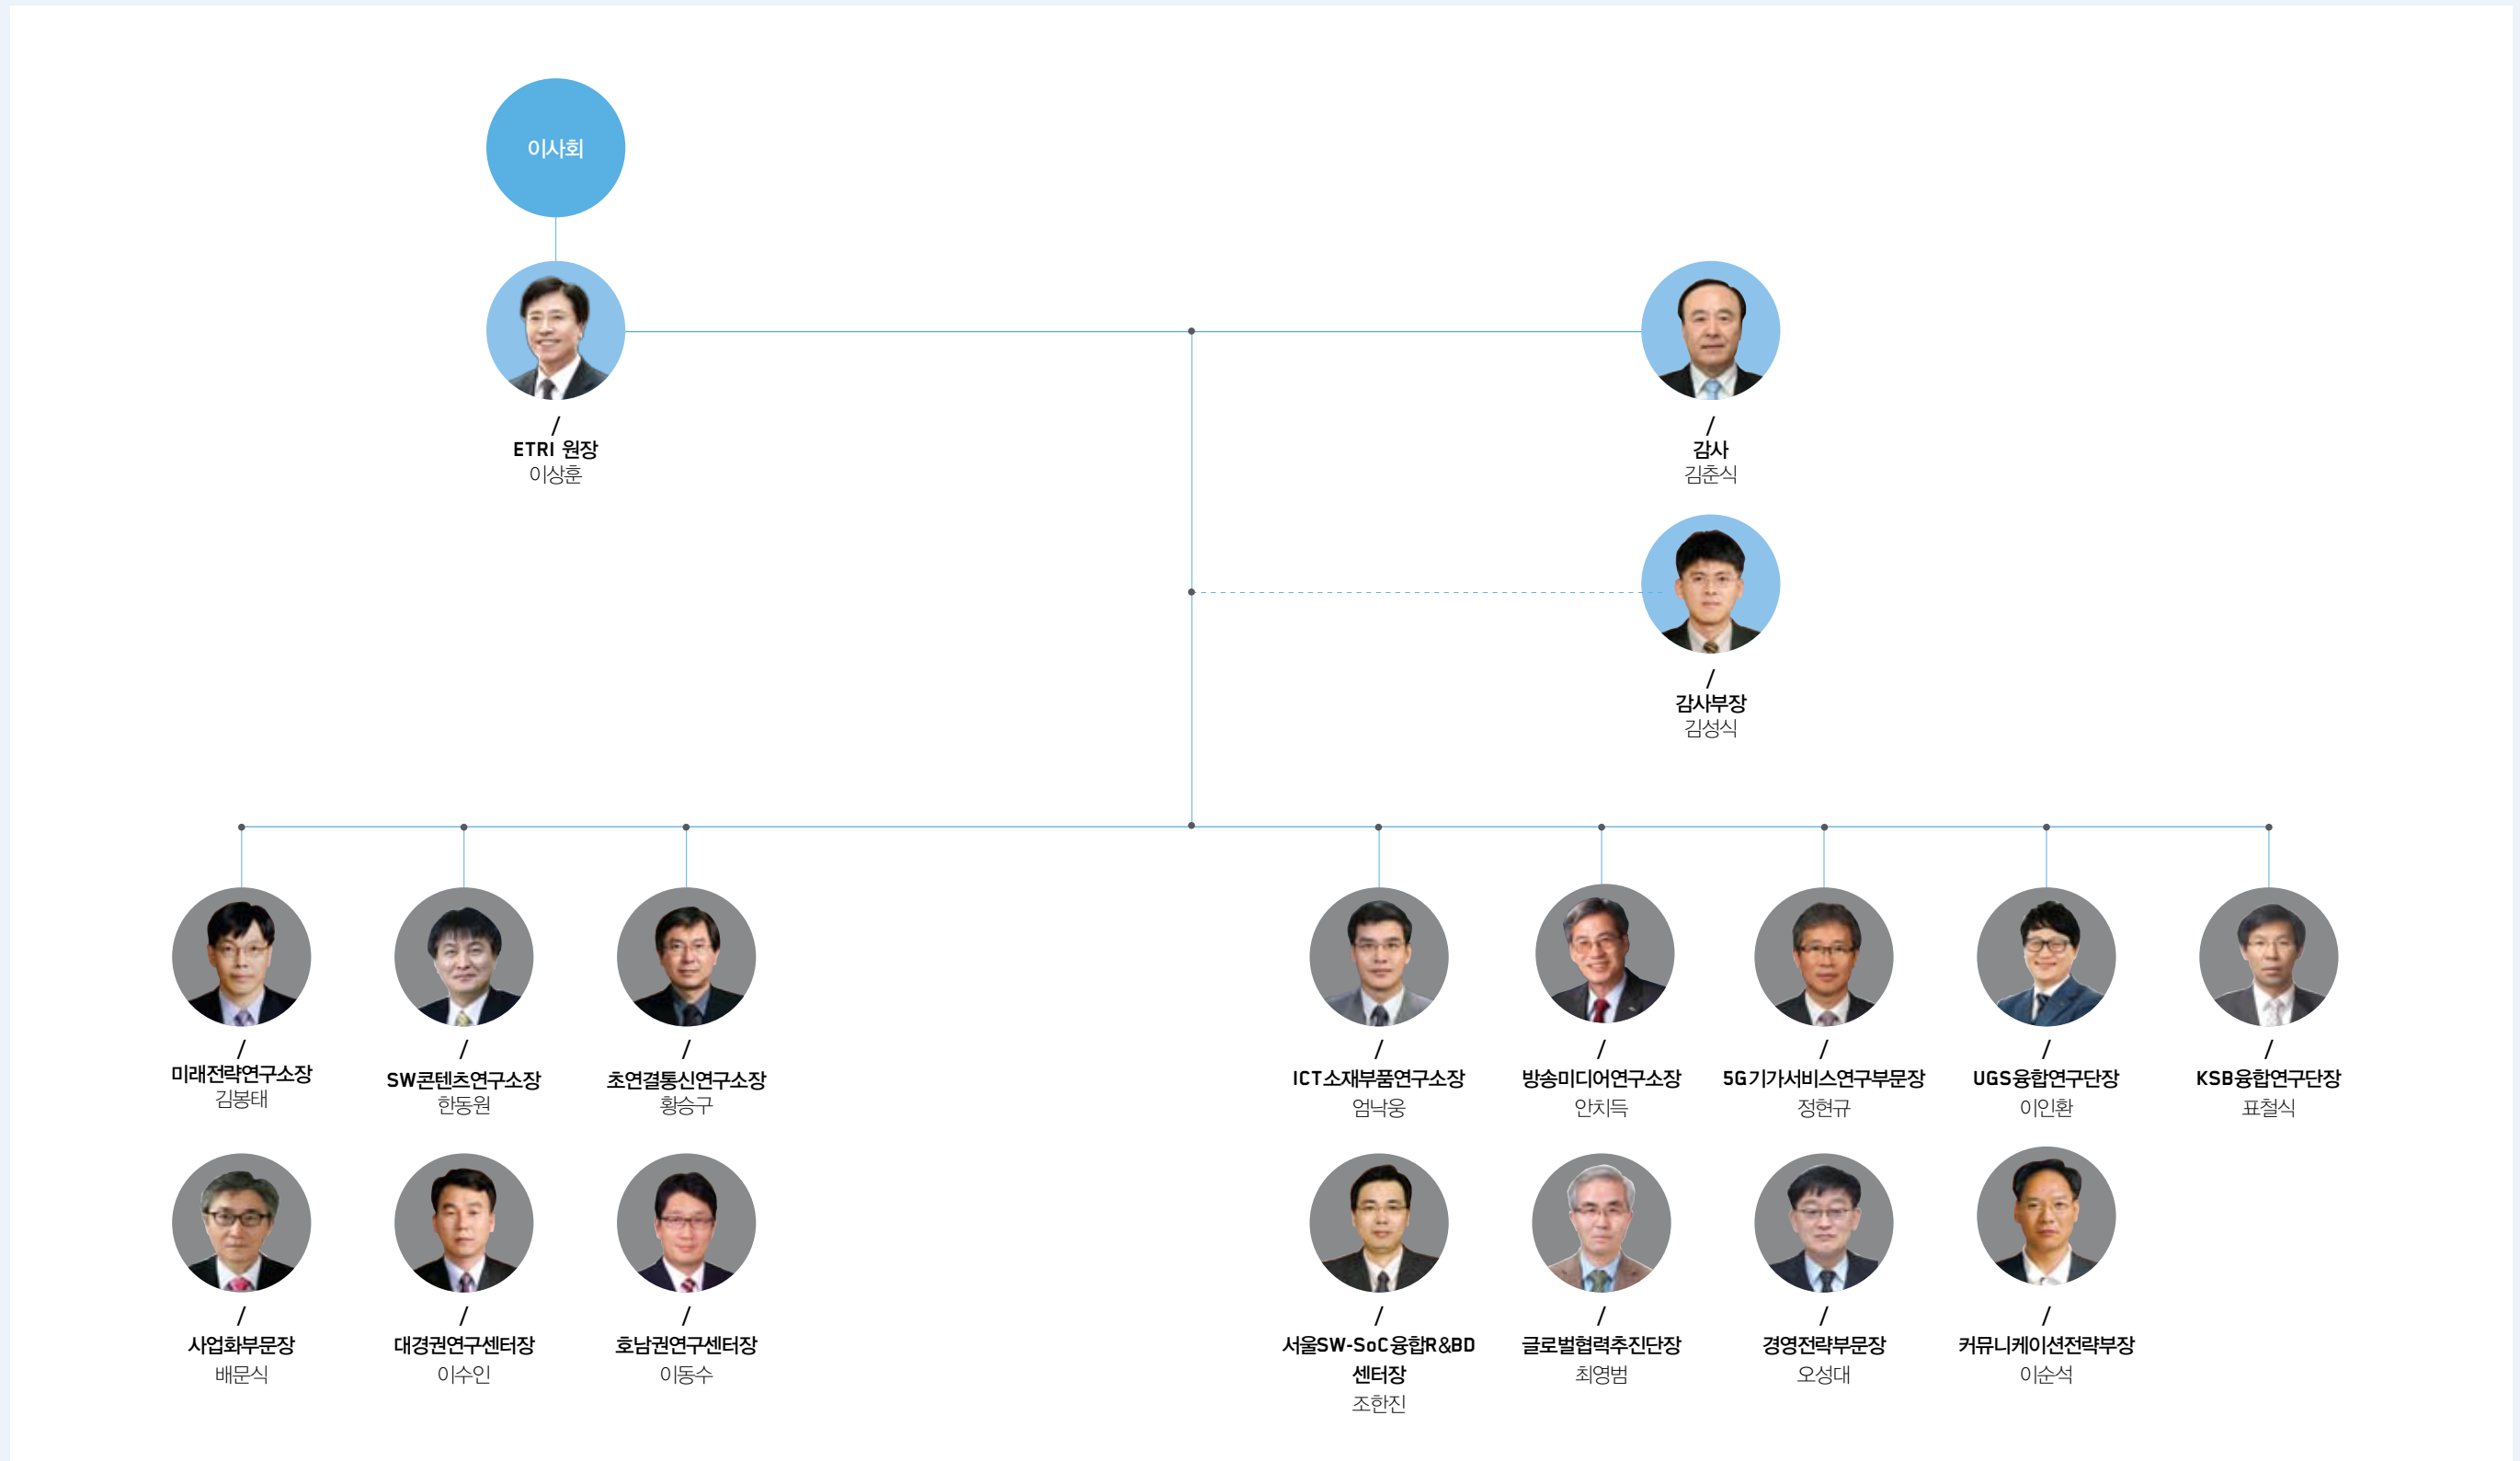 이사회
/
ETRI 원장
이상훈
/
감사
김춘식
/
감사부장
김성식
/
미래전략연구소장
김봉태
/
SW콘텐츠연구소장
한동원
/
초연결통신연구소장
황승구
/
ICT소재부품연구소장
엄낙웅
/
방송미디어연구소장
안치득
/
5G기가서비스연구부문장
정현규
/
UGS융합연구단장
이인환
/
KSB융합연구단장
표철식
/
사업화부문장
배문식
/
대경권연구센터장
이수인
/
호남권연구센터장
이동수
/
서울SW-SoC융합R&BD
센터장
조한진
/
글로벌협력추진단장
최영범
/
경영전략부문장
오성대
/
커뮤니케이션전략부장
이순석